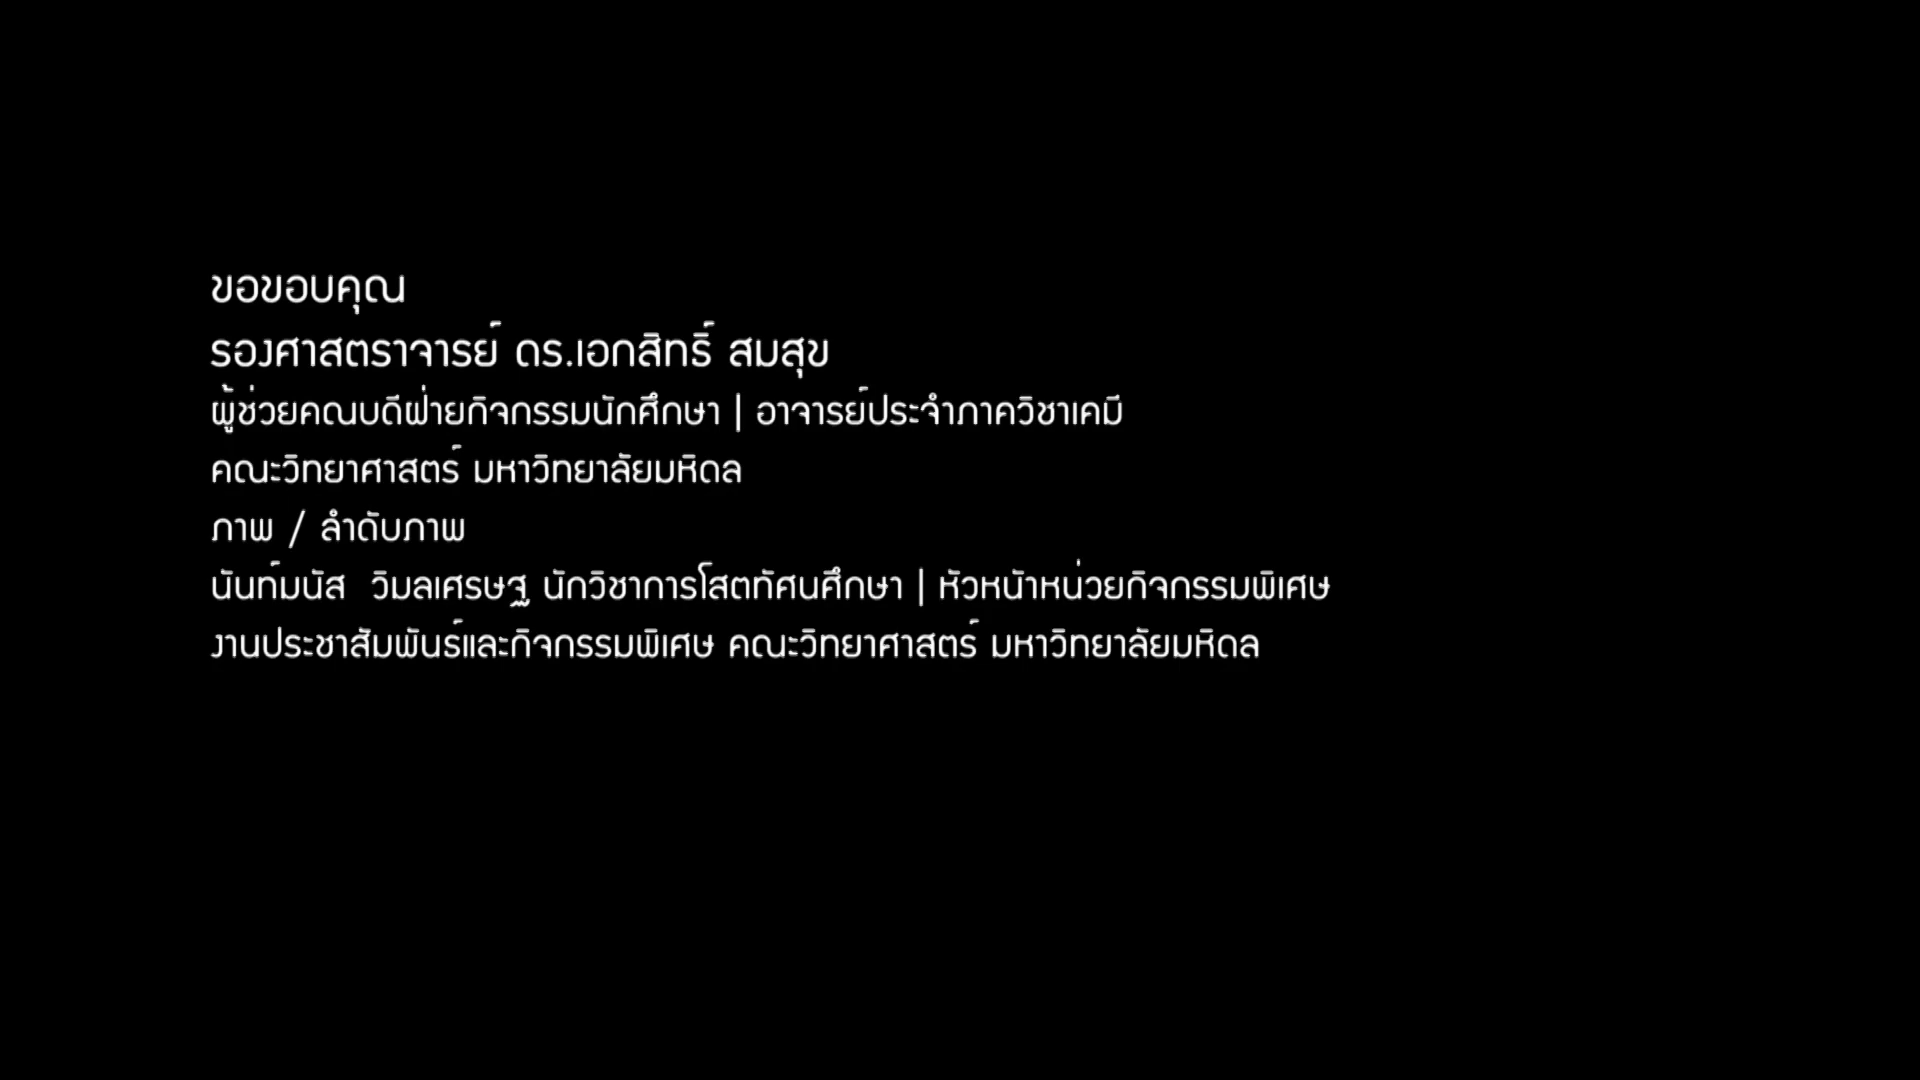 ขอขอบคุณ
รองศาสตราจารย์ ดร.เอกสิทธิ์ สมสุข
ผู้ช่วยคณบดีฝ่ายกิจกรรมนักศึกษา | อาจารย์ประจำภาควิชาเคมี
คณะวิทยาศาสตร์ มหาวิทยาลัยมหิดล
ภาพ / ลำดับภาพ
นันท์มนัส วิมลเศรษฐ นักวิชาการโสตทัศนศึกษา | หัวหน้าหน่วยกิจกรรมพิเศษ
งานประชาสัมพันธ์และกิจกรรมพิเศษ คณะวิทยาศาสตร์ มหาวิทยาลัยมหิดล